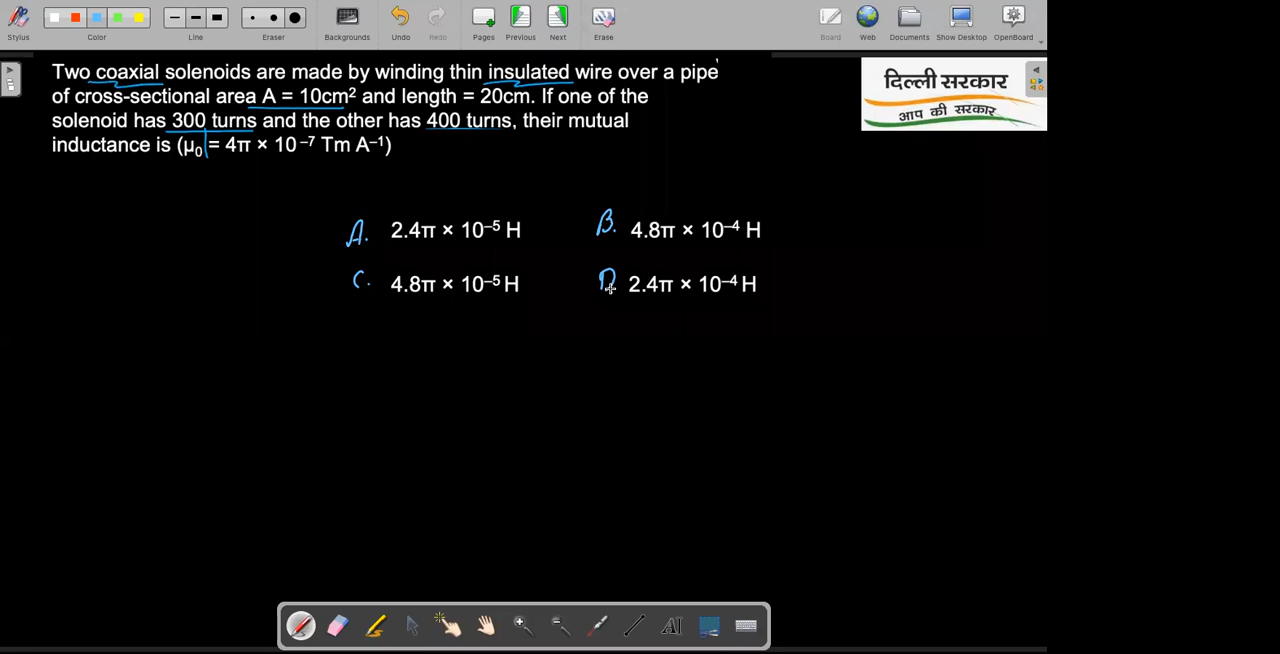 Stylus Color Line Eraser Backgrounds Undo Redo Pages Previous Next Erase Board Web Documents Show Desktop OpenBoard
Two coaxial solenoids are made by winding thin insulated wire over a pipe
of cross-sectional area A = 10cm² and length = 20cm. If one of the
solenoid has 300 turns and the other has 400 turns, their mutual
inductance is (μ₀ = 4π × 10⁻⁷ Tm A⁻¹)
दिल्ली सरकार
आप की सरकार
A. 2.4π × 10⁻⁵ H B. 4.8π × 10⁻⁴ H
C. 4.8π × 10⁻⁵ H D 2.4π × 10⁻⁴ H
AI